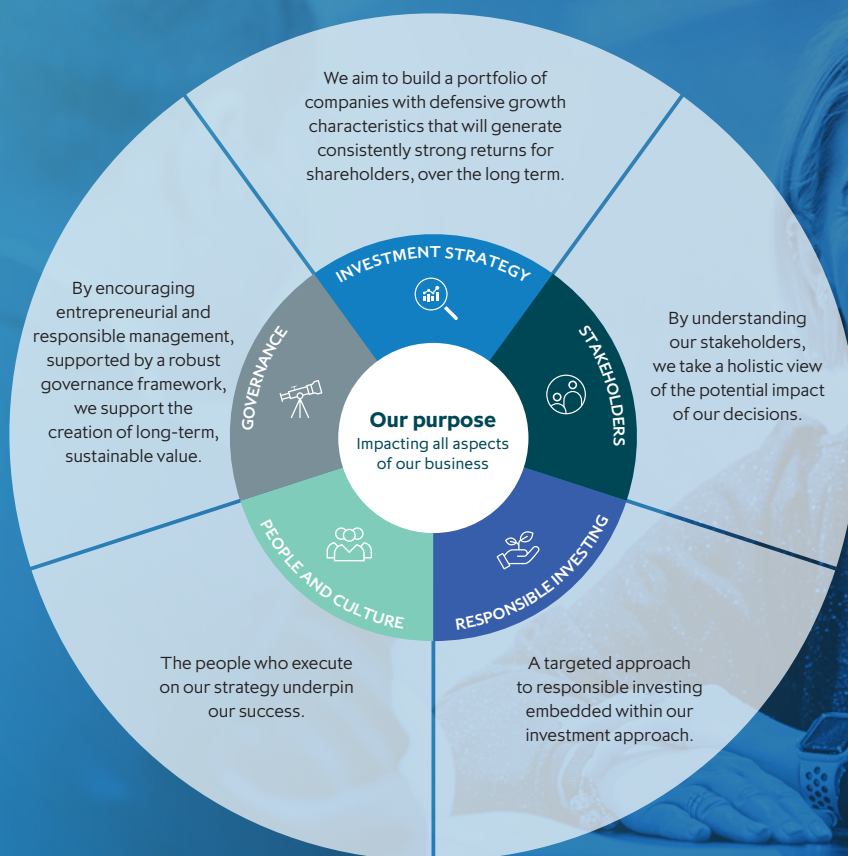 We aim to build a portfolio of
companies with defensive growth
characteristics that will generate
consistently strong returns for
shareholders, over the long term.
INVESTMENT STRATEGY
By understanding
our stakeholders,
we take a holistic view
of the potential impact
of our decisions.
STAKEHOLDERS
A targeted approach
to responsible investing
embedded within our
investment approach.
RESPONSIBLE INVESTING
The people who execute
on our strategy underpin
our success.
PEOPLE AND CULTURE
By encouraging
entrepreneurial and
responsible management,
supported by a robust
governance framework,
we support the
creation of long-term,
sustainable value.
GOVERNANCE
Our purpose
Impacting all aspects
of our business